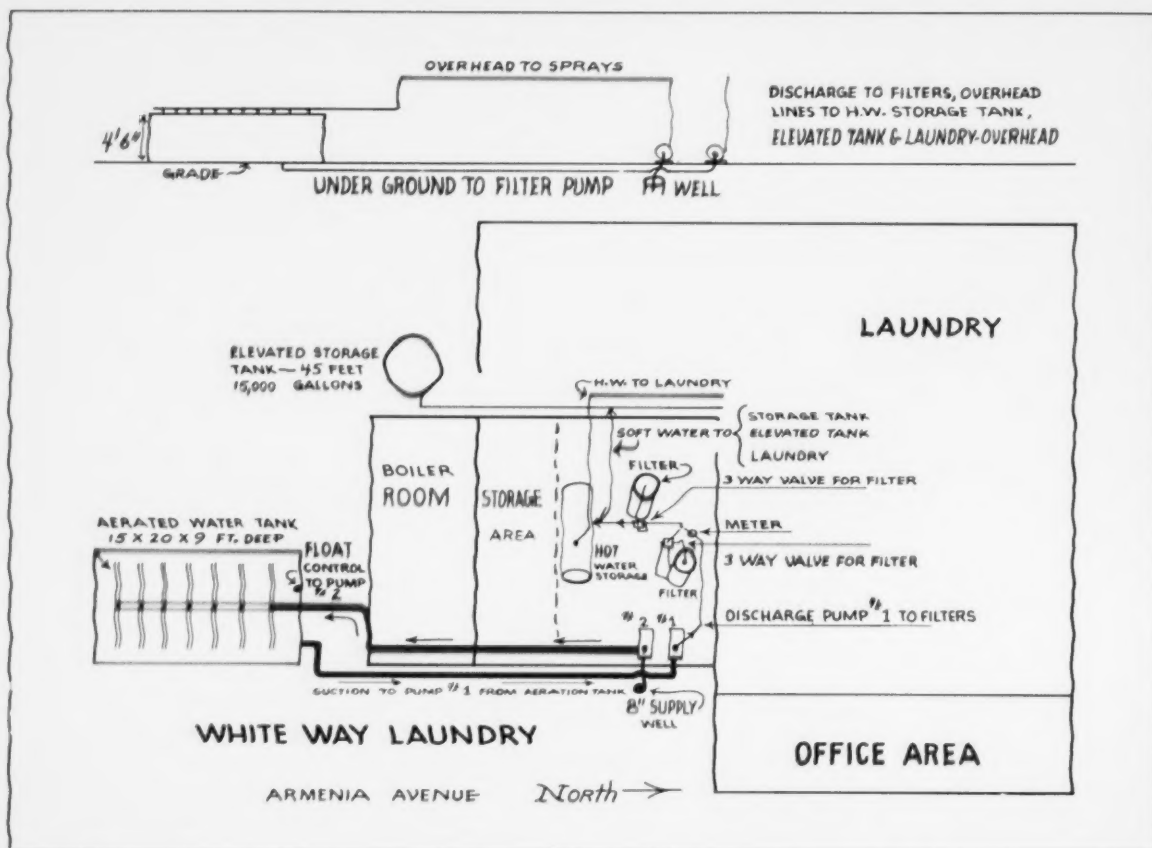 OVERHEAD TO SPRAYS
DISCHARGE TO FILTERS, OVERHEAD
LINES TO H.W. STORAGE TANK,
ELEVATED TANK & LAUNDRY-OVERHEAD
4'6"
GRADE
UNDER GROUND TO FILTER PUMP
WELL
LAUNDRY
ELEVATED STORAGE
TANK — 45 FEET
15,000 GALLONS
H.W. TO LAUNDRY
SOFT WATER TO
STORAGE TANK
ELEVATED TANK
LAUNDRY
BOILER
ROOM
STORAGE
AREA
FILTER
3 WAY VALVE FOR FILTER
METER
3 WAY VALVE FOR FILTER
HOT
WATER
STORAGE
FILTER
AERATED WATER TANK
15 X 20 X 9 FT. DEEP
FLOAT
CONTROL
TO PUMP
#2
#2 #1
DISCHARGE PUMP #1 TO FILTERS
SUCTION TO PUMP #1 FROM AERATION TANK
8" SUPPLY
WELL
WHITE WAY LAUNDRY
OFFICE AREA
ARMENIA AVENUE North